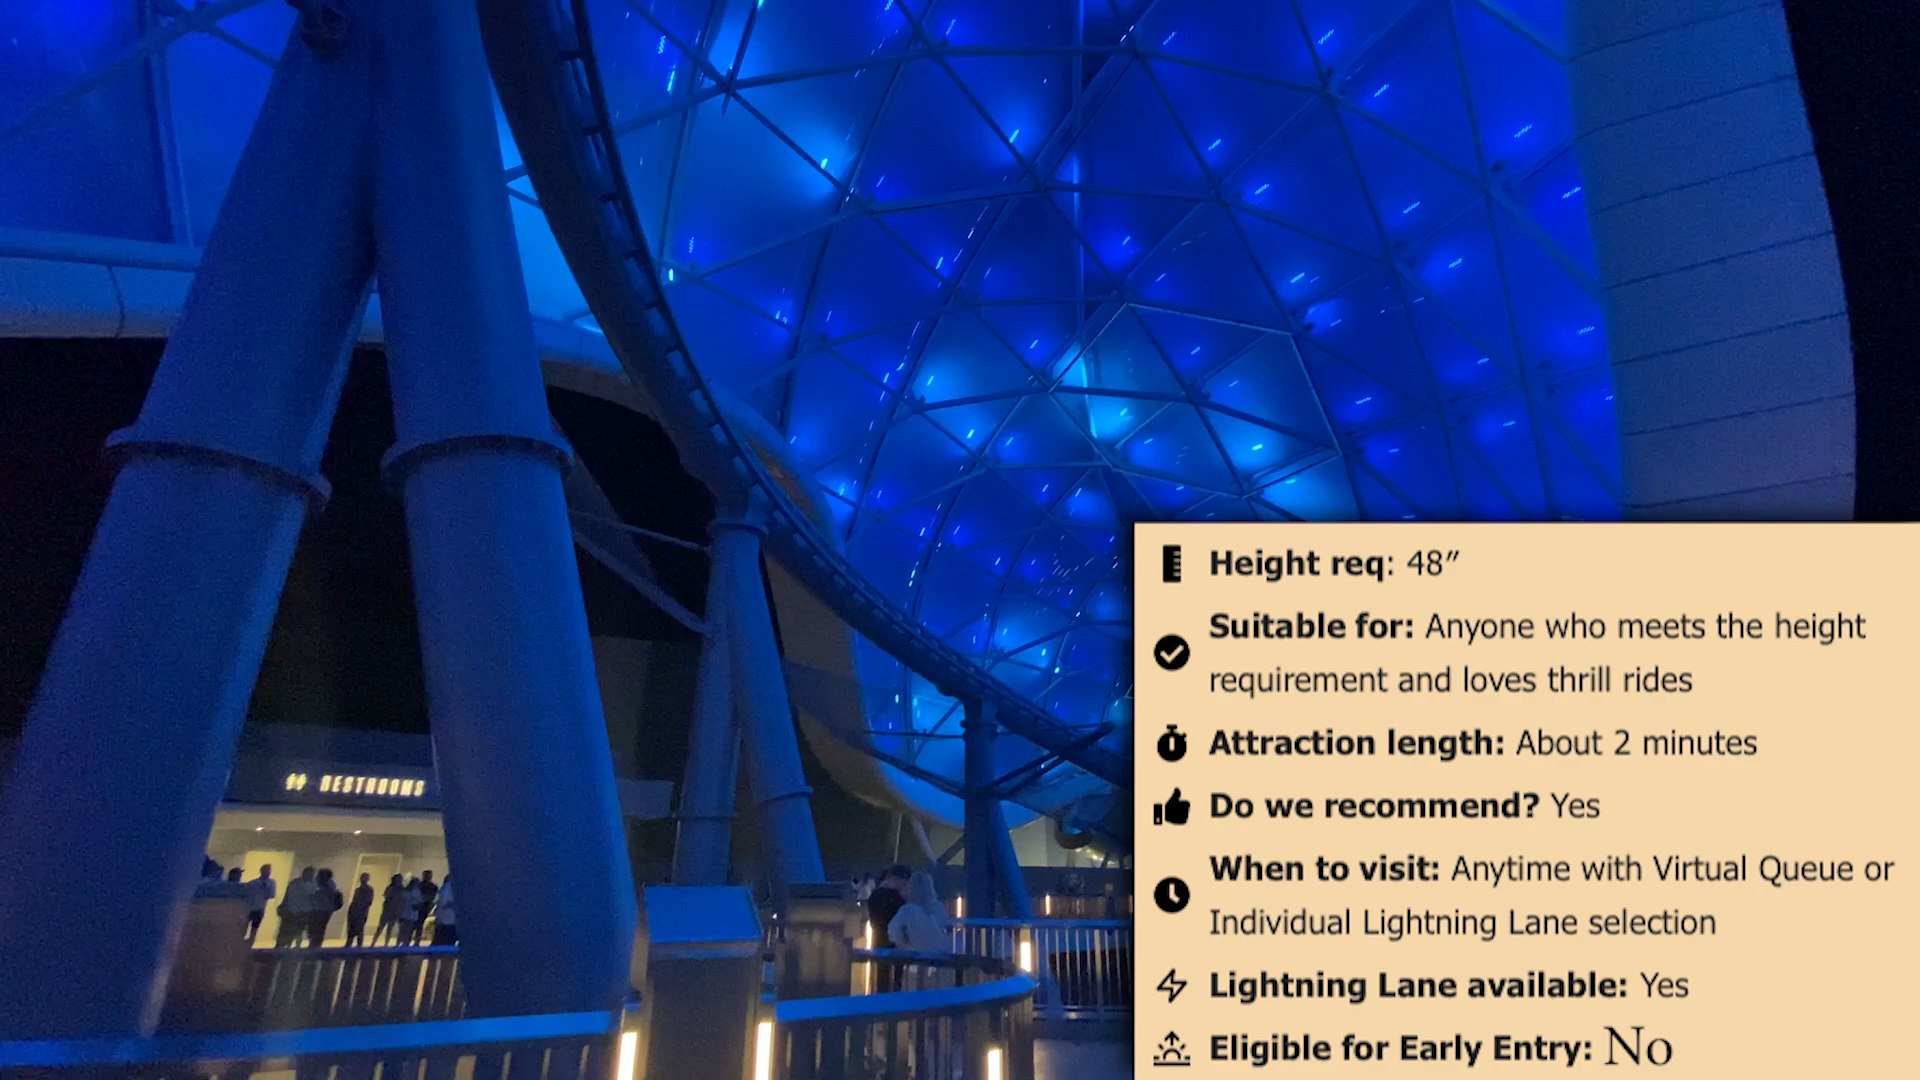 RESTROOMS
Height req: 48”
Suitable for: Anyone who meets the height
requirement and loves thrill rides
Attraction length: About 2 minutes
Do we recommend? Yes
When to visit: Anytime with Virtual Queue or
Individual Lightning Lane selection
Lightning Lane available: Yes
Eligible for Early Entry: No